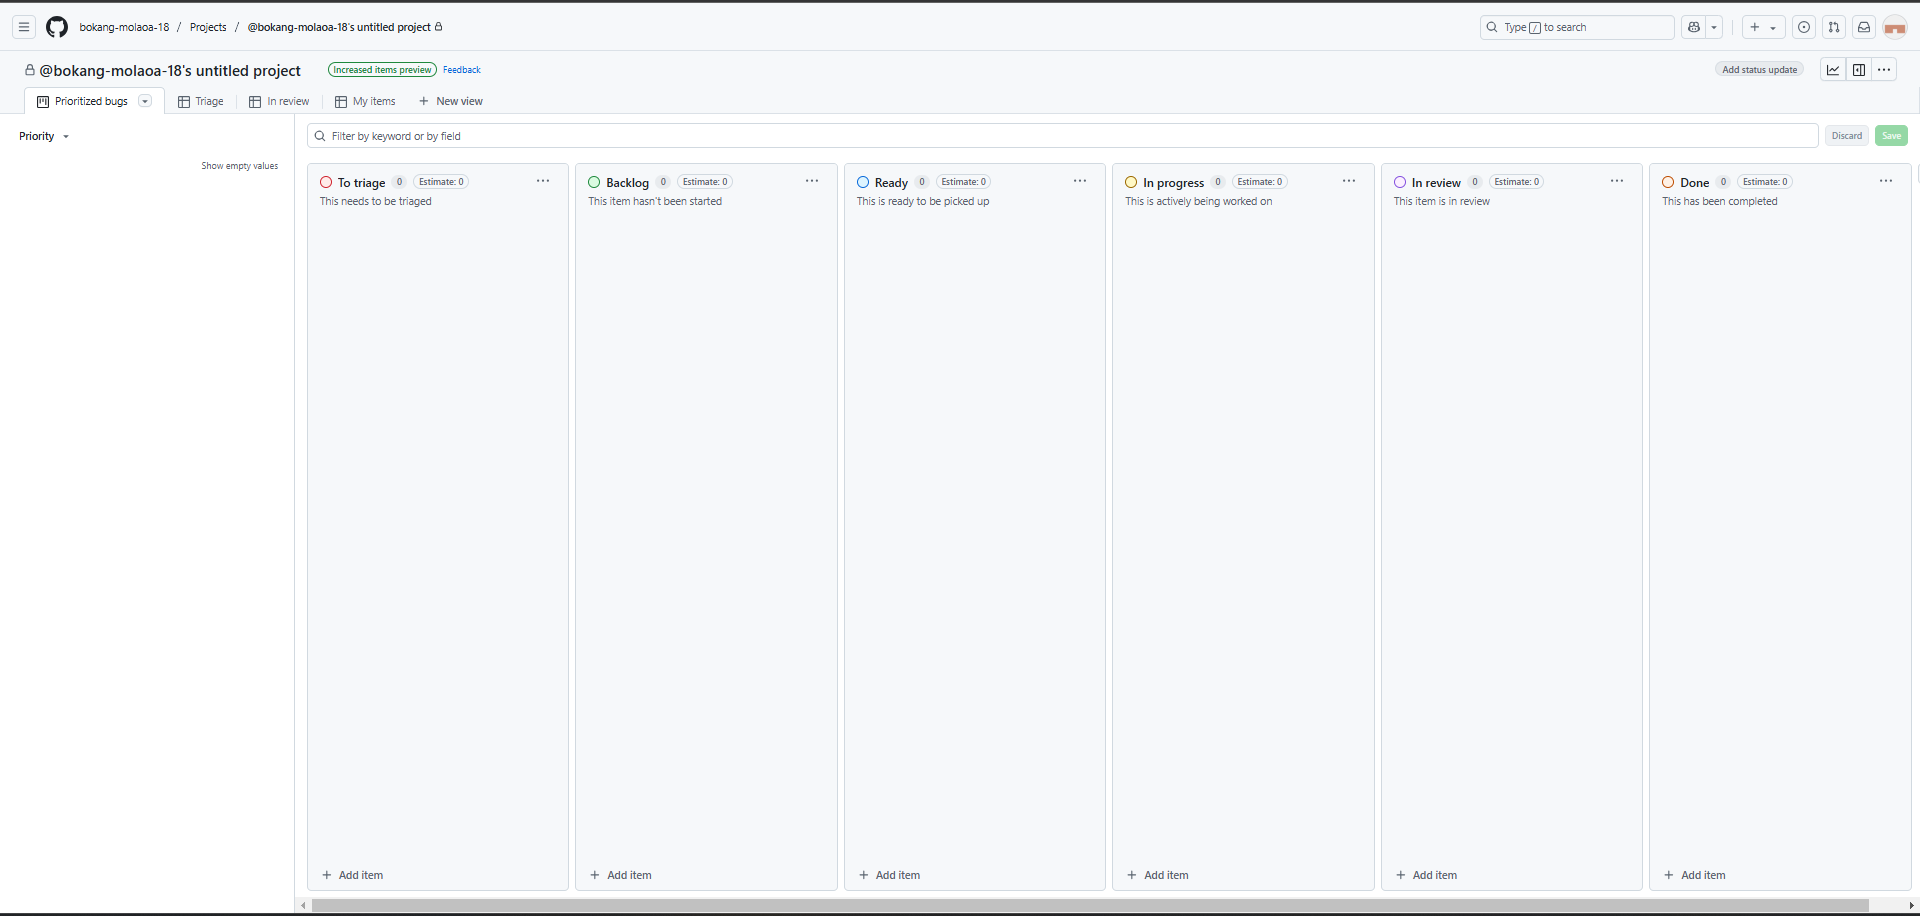 bokang-molaoa-18 / Projects / @bokang-molaoa-18's untitled project
Type / to search
@bokang-molaoa-18's untitled project
Increased items preview
Feedback
Add status update
Prioritized bugs
Triage
In review
My items
New view
Priority
Filter by keyword or by field
Discard
Save
Show empty values
To triage 0 Estimate: 0
This needs to be triaged
Add item
Backlog 0 Estimate: 0
This item hasn't been started
Add item
Ready 0 Estimate: 0
This is ready to be picked up
Add item
In progress 0 Estimate: 0
This is actively being worked on
Add item
In review 0 Estimate: 0
This item is in review
Add item
Done 0 Estimate: 0
This has been completed
Add item